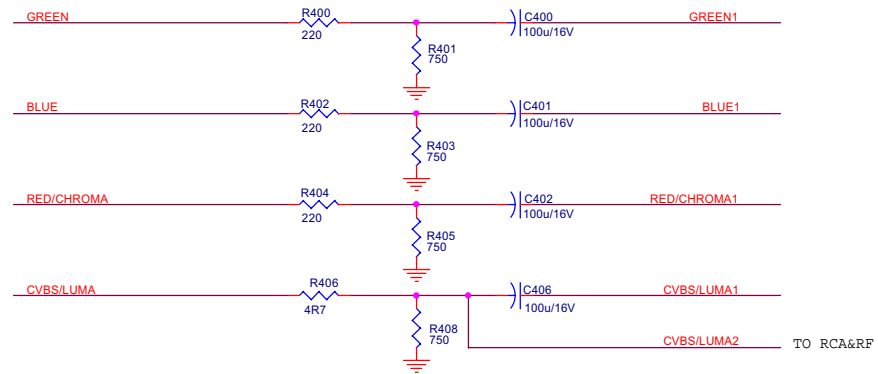 GREEN R400 C400 GREEN1
220 R401 100u/16V
750
BLUE R402 C401 BLUE1
220 100u/16V
R403
750
RED/CHROMA R404 C402 RED/CHROMA1
220 100u/16V
R405
750
CVBS/LUMA R406 C406 CVBS/LUMA1
4R7 100u/16V
R408
750
CVBS/LUMA2 TO RCA&RF